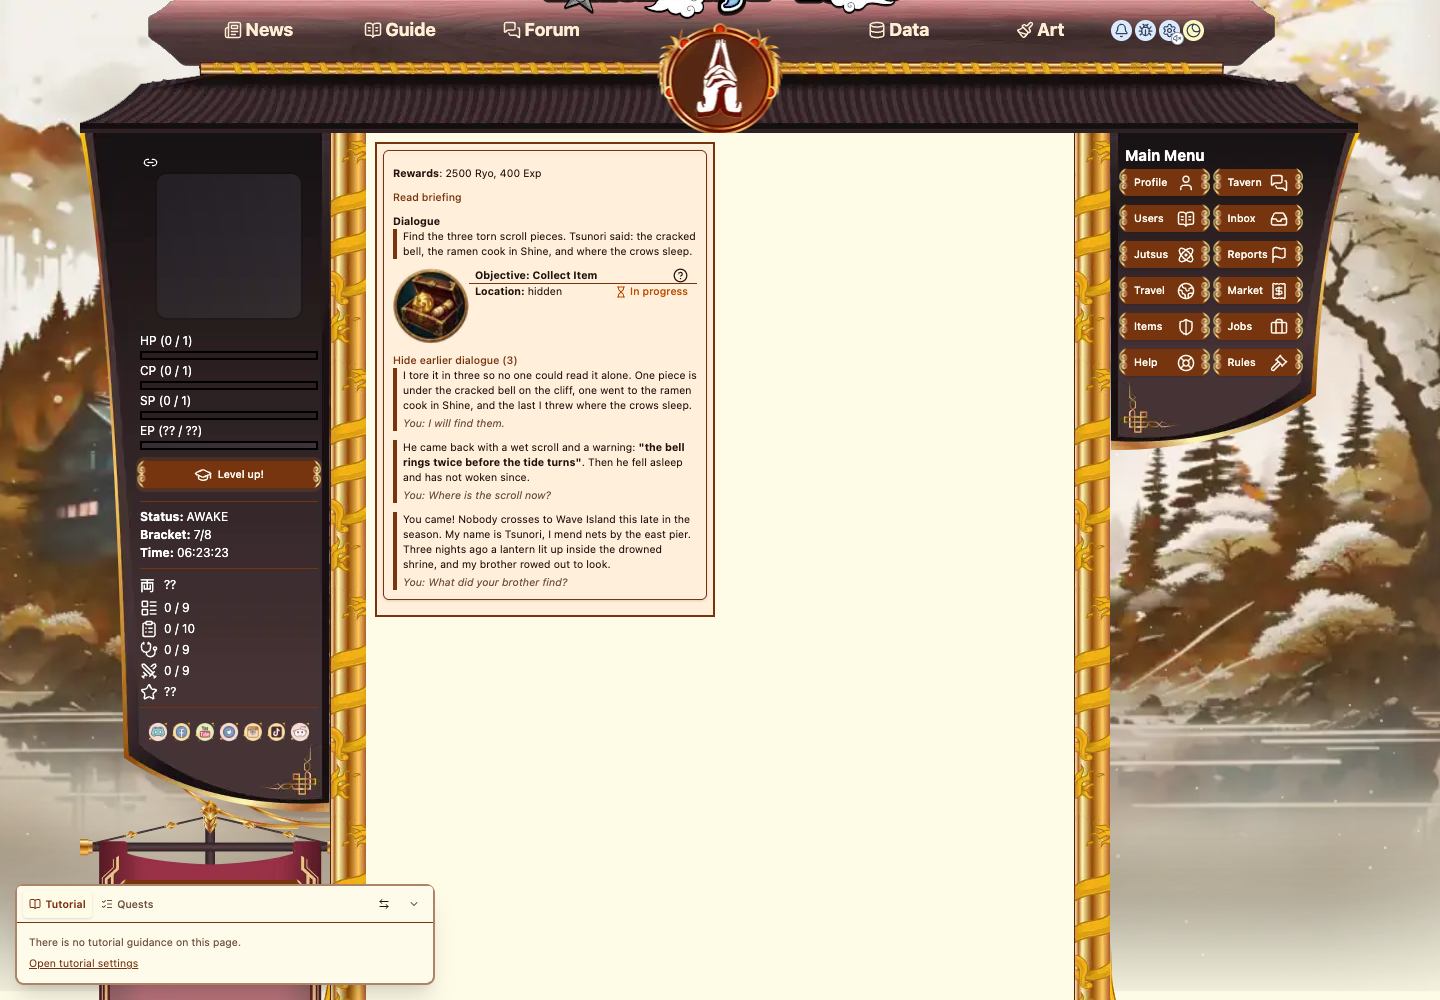 News
Guide
Forum
Data
Art
HP (0 / 1)
CP (0 / 1)
SP (0 / 1)
EP (?? / ??)
Level up!
Status: AWAKE
Bracket: 7/8
Time: 06:23:23
両 ??
0 / 9
0 / 10
0 / 9
0 / 9
??
Rewards: 2500 Ryo, 400 Exp
Read briefing
Dialogue
Find the three torn scroll pieces. Tsunori said: the cracked
bell, the ramen cook in Shine, and where the crows sleep.
Objective: Collect Item
Location: hidden
In progress
Hide earlier dialogue (3)
I tore it in three so no one could read it alone. One piece is
under the cracked bell on the cliff, one went to the ramen
cook in Shine, and the last I threw where the crows sleep.
You: I will find them.
He came back with a wet scroll and a warning: "the bell
rings twice before the tide turns". Then he fell asleep
and has not woken since.
You: Where is the scroll now?
You came! Nobody crosses to Wave Island this late in the
season. My name is Tsunori, I mend nets by the east pier.
Three nights ago a lantern lit up inside the drowned
shrine, and my brother rowed out to look.
You: What did your brother find?
Main Menu
Profile
Tavern
Users
Inbox
Jutsus
Reports
Travel
Market
Items
Jobs
Help
Rules
Tutorial
Quests
There is no tutorial guidance on this page.
Open tutorial settings